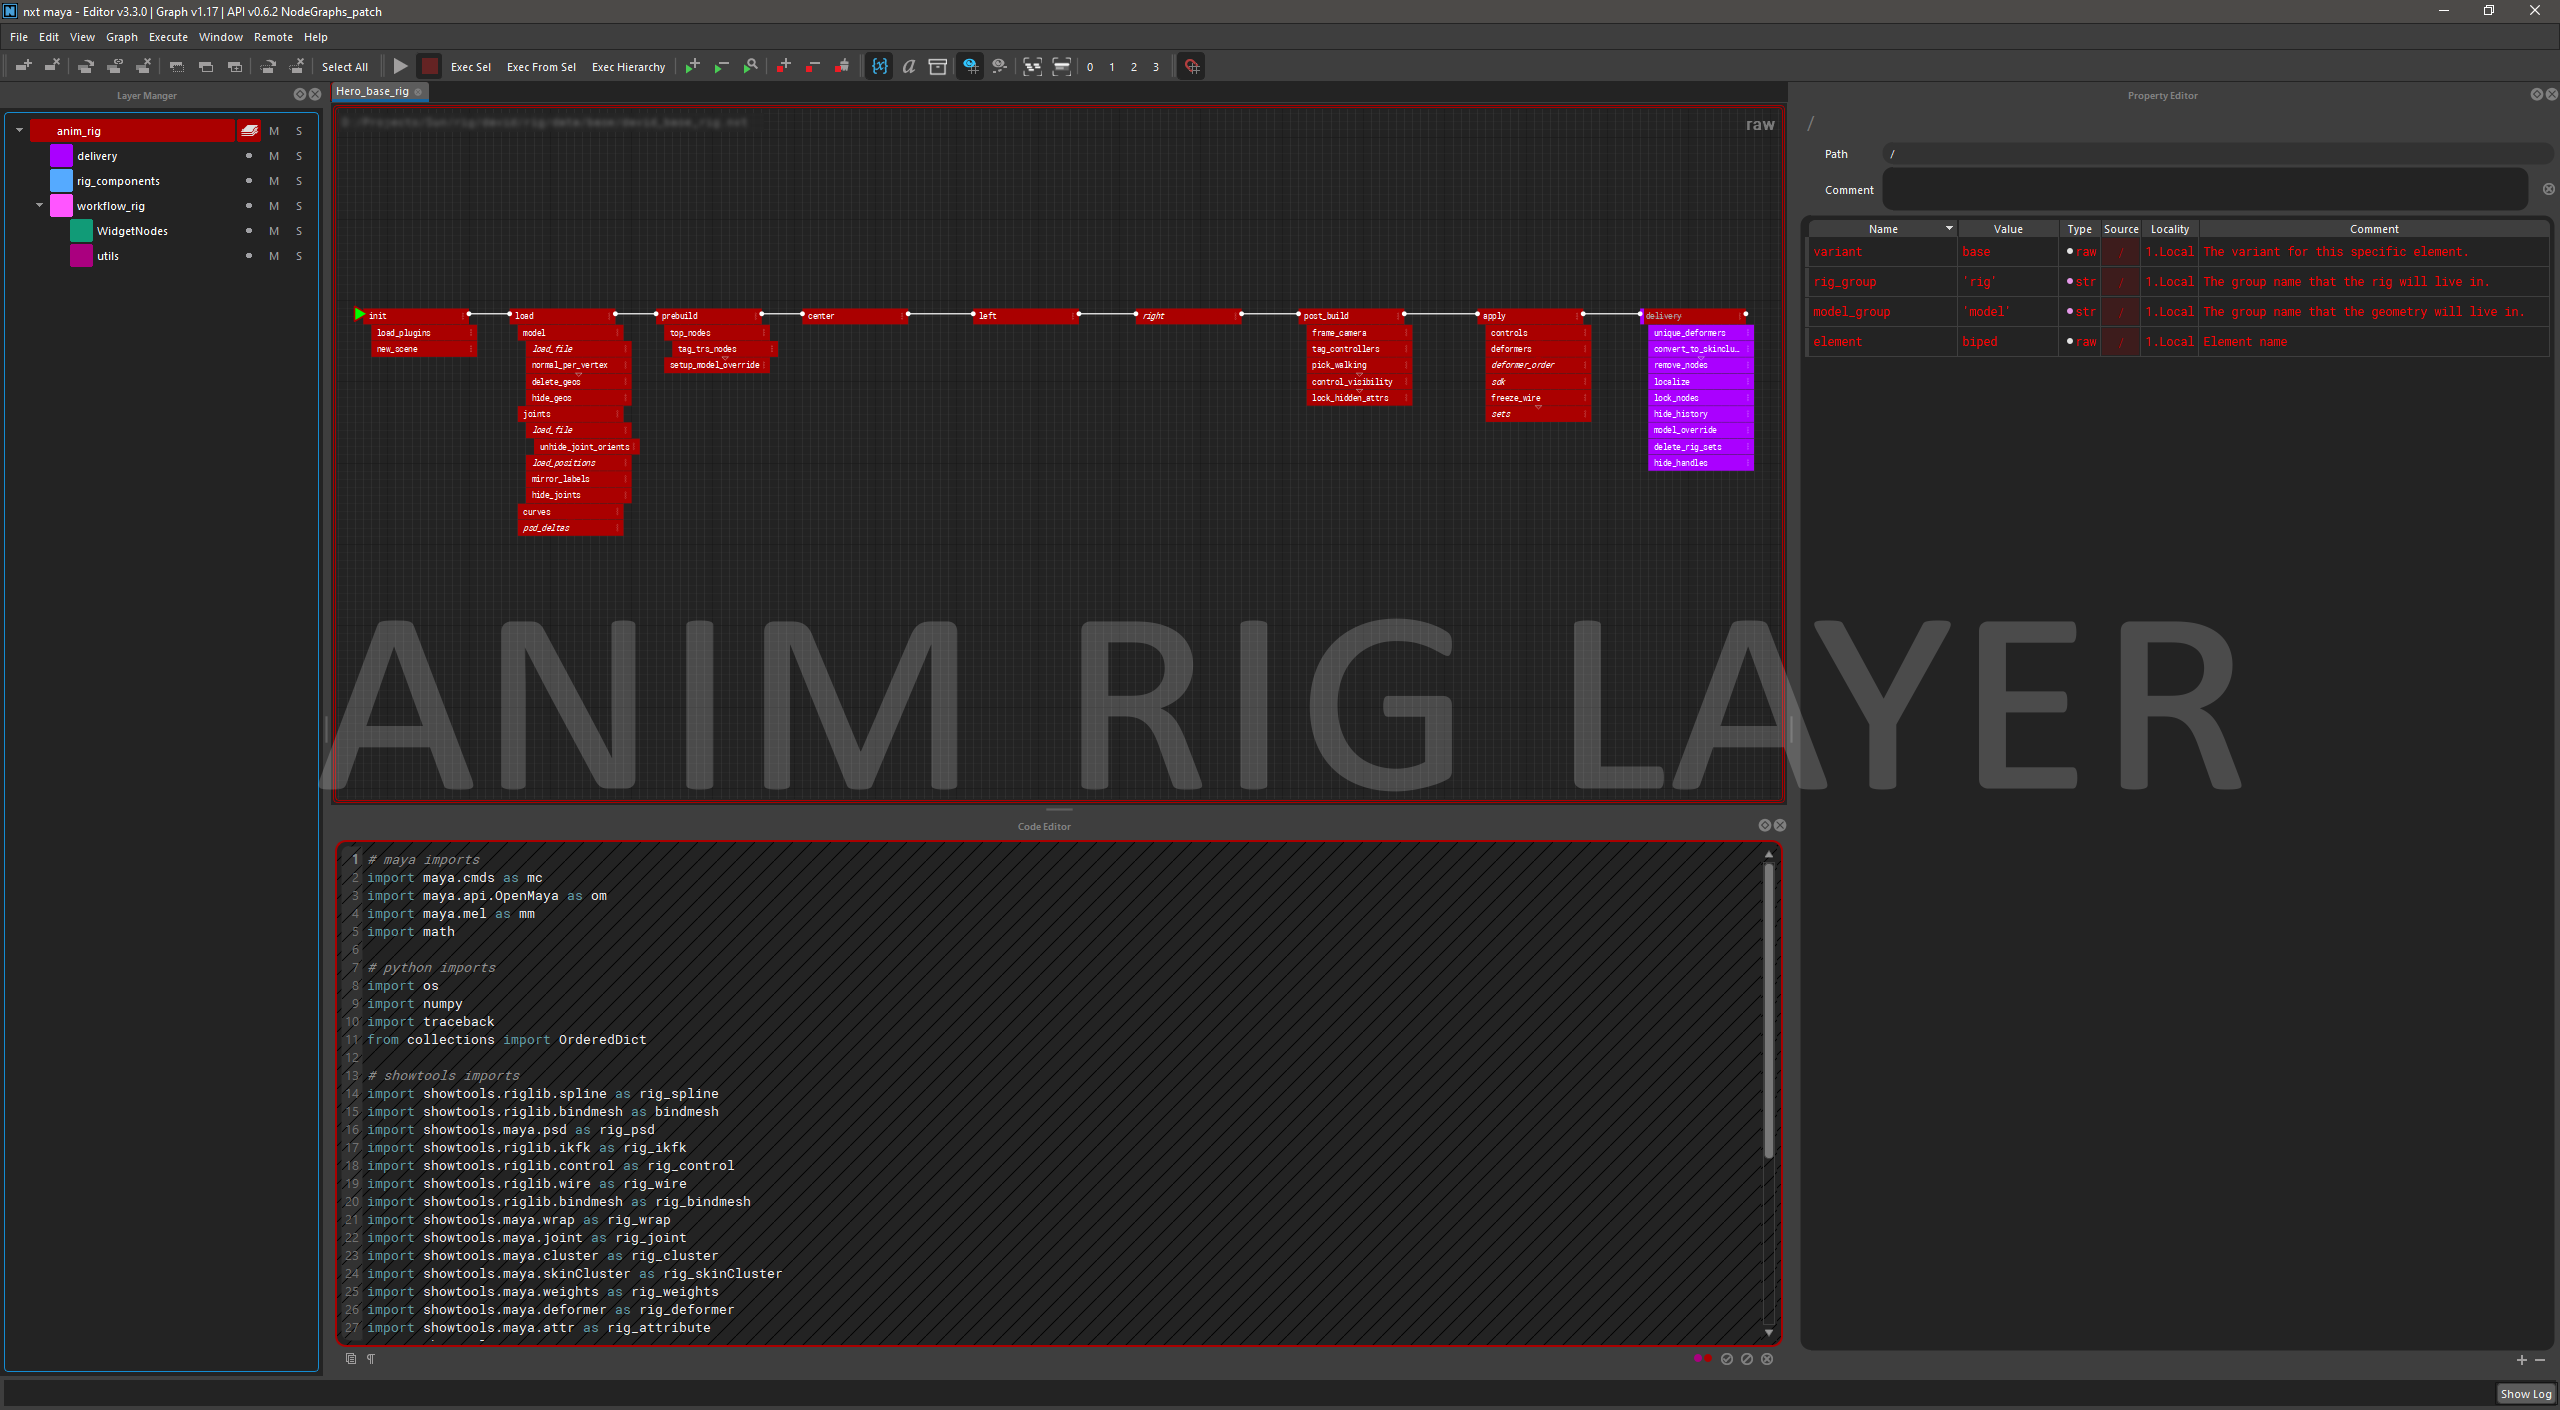 nxt maya - Editor v3.3.0 | Graph v1.17 | API v0.6.2 NodeGraphs_patch
File Edit View Graph Execute Window Remote Help
Select All Exec Sel Exec From Sel Exec Hierarchy 0 1 2 3
Layer Manger
anim_rig M S
delivery M S
rig_components M S
workflow_rig M S
WidgetNodes M S
utils M S
Hero_base_rig
raw
init
load_plugins
new_scene
load
model
load_file
normal_per_vertex
delete_geos
hide_geos
joints
load_file
unhide_joint_orients
load_positions
mirror_labels
hide_joints
curves
psd_deltas
prebuild
top_nodes
tag_trs_nodes
setup_model_override
center
left
right
post_build
frame_camera
tag_controllers
pick_walking
control_visibility
lock_hidden_attrs
apply
controls
deformers
deformer_order
sdk
freeze_wire
sets
delivery
unique_deformers
convert_to_skinclu...
remove_nodes
localize
lock_nodes
hide_history
model_override
delete_rig_sets
hide_handles
ANIM RIG LAYER
Code Editor
1 # maya imports
2 import maya.cmds as mc
3 import maya.api.OpenMaya as om
4 import maya.mel as mm
5 import math
6
7 # python imports
8 import os
9 import numpy
10 import traceback
11 from collections import OrderedDict
12
13 # showtools imports
14 import showtools.riglib.spline as rig_spline
15 import showtools.riglib.bindmesh as bindmesh
16 import showtools.maya.psd as rig_psd
17 import showtools.riglib.ikfk as rig_ikfk
18 import showtools.riglib.control as rig_control
19 import showtools.riglib.wire as rig_wire
20 import showtools.riglib.bindmesh as rig_bindmesh
21 import showtools.maya.wrap as rig_wrap
22 import showtools.maya.joint as rig_joint
23 import showtools.maya.cluster as rig_cluster
24 import showtools.maya.skinCluster as rig_skinCluster
25 import showtools.maya.weights as rig_weights
26 import showtools.maya.deformer as rig_deformer
27 import showtools.maya.attr as rig_attribute
Property Editor
/
Path /
Comment
Name Value Type Source Locality Comment
variant base raw / 1.Local The variant for this specific element.
rig_group 'rig' str / 1.Local The group name that the rig will live in.
model_group 'model' str / 1.Local The group name that the geometry will live in.
element biped raw / 1.Local Element name
Show Log